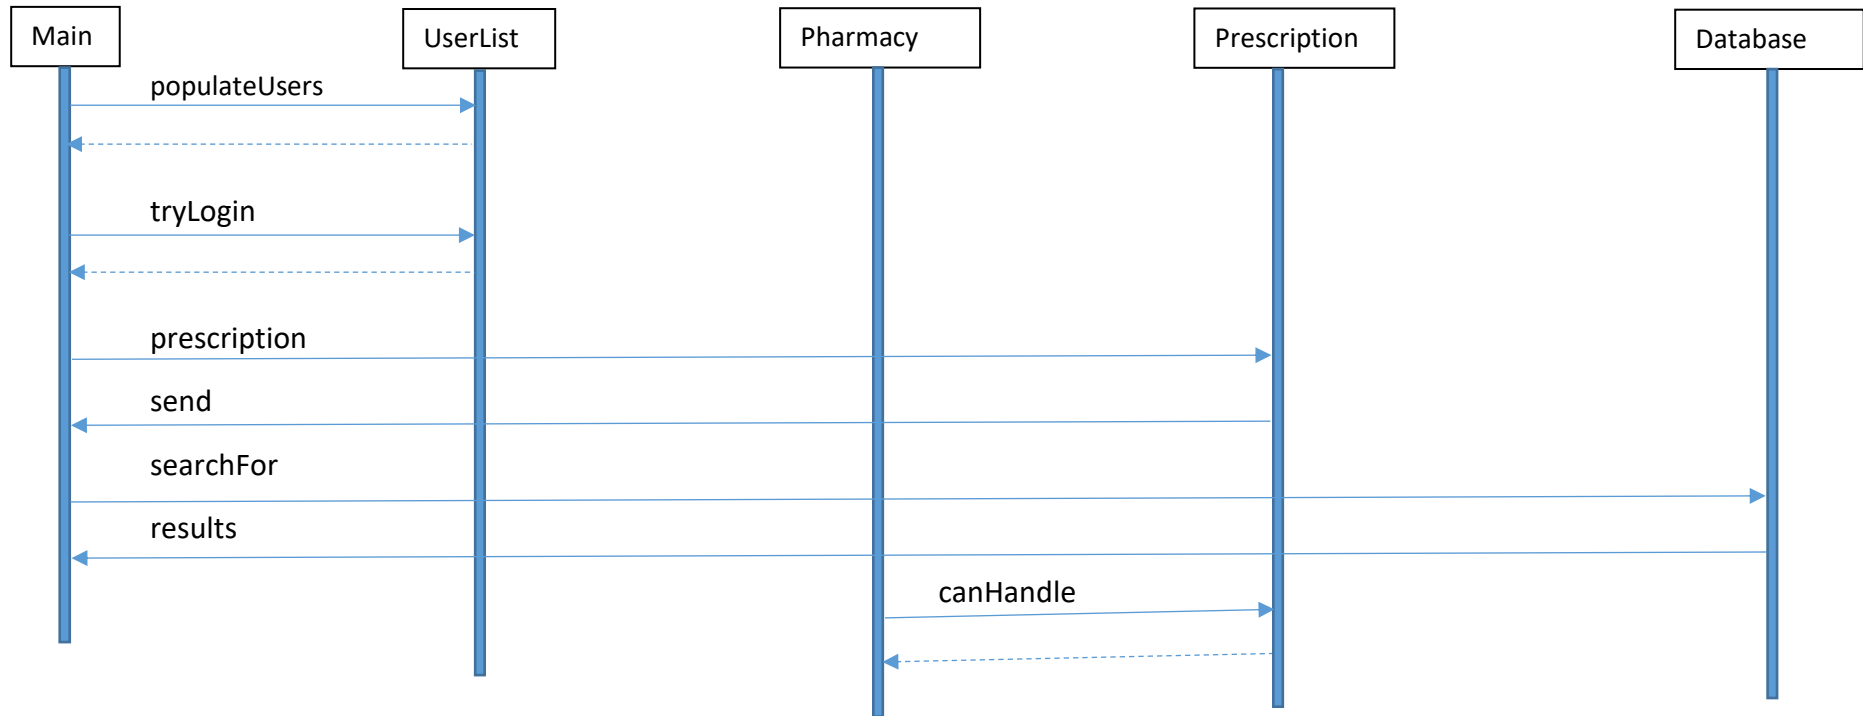 Main
UserList
Pharmacy
Prescription
Database
populateUsers
tryLogin
prescription
send
searchFor
results
canHandle